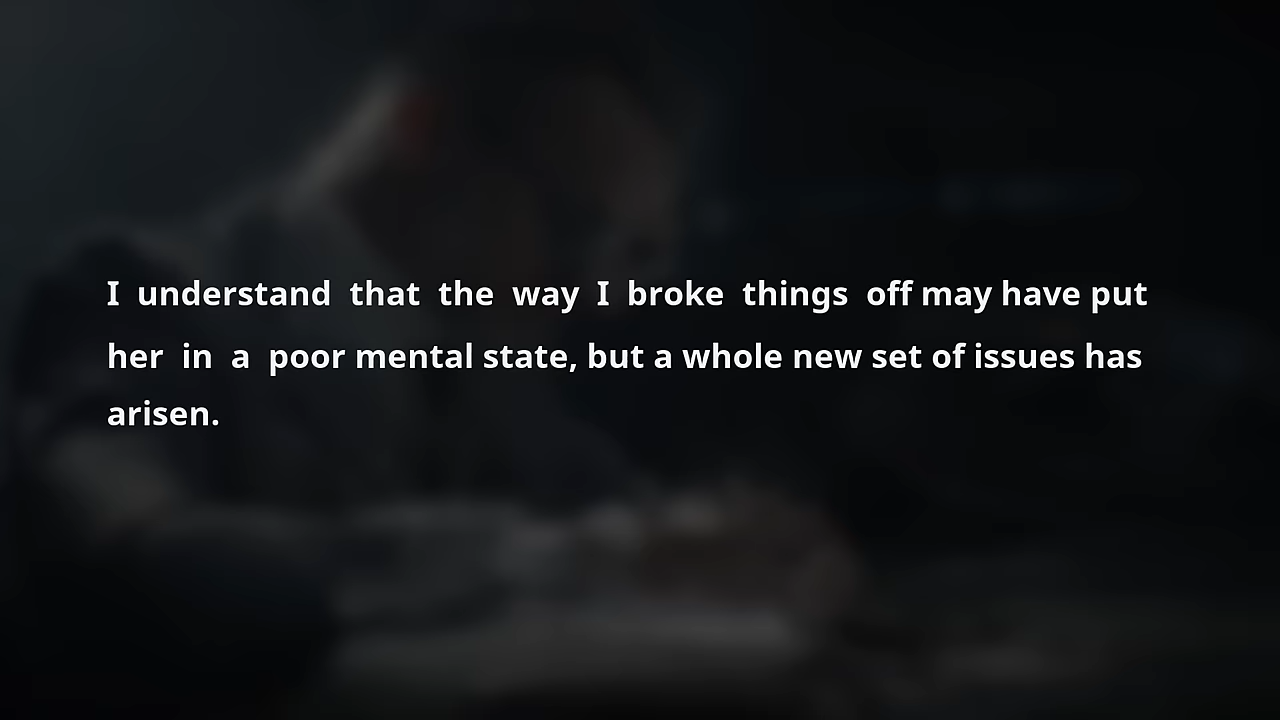 I understand that the way I broke things off may have put
her in a poor mental state, but a whole new set of issues has
arisen.